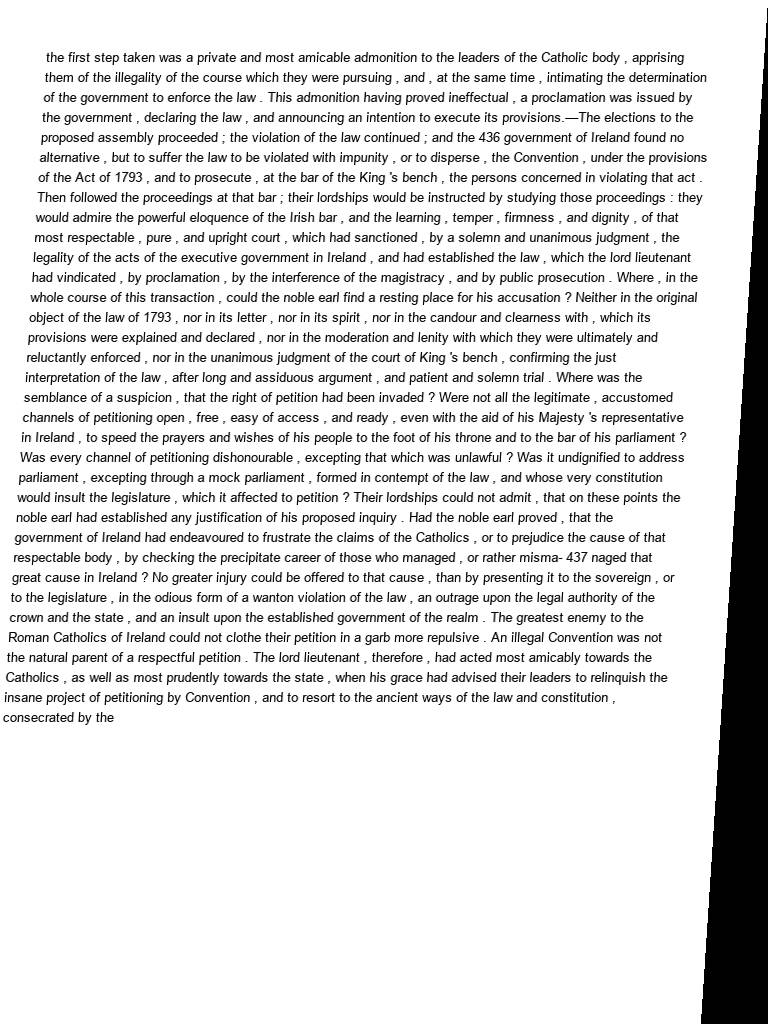 the first step taken was a private and most amicable admonition to the leaders of the Catholic body , apprising
them of the illegality of the course which they were pursuing , and , at the same time , intimating the determination
of the government to enforce the law . This admonition having proved ineffectual , a proclamation was issued by
the government , declaring the law , and announcing an intention to execute its provisions.—The elections to the
proposed assembly proceeded ; the violation of the law continued ; and the 436 government of Ireland found no
alternative , but to suffer the law to be violated with impunity , or to disperse , the Convention , under the provisions
of the Act of 1793 , and to prosecute , at the bar of the King 's bench , the persons concerned in violating that act .
Then followed the proceedings at that bar ; their lordships would be instructed by studying those proceedings : they
would admire the powerful eloquence of the Irish bar , and the learning , temper , firmness , and dignity , of that
most respectable , pure , and upright court , which had sanctioned , by a solemn and unanimous judgment , the
legality of the acts of the executive government in Ireland , and had established the law , which the lord lieutenant
had vindicated , by proclamation , by the interference of the magistracy , and by public prosecution . Where , in the
whole course of this transaction , could the noble earl find a resting place for his accusation ? Neither in the original
object of the law of 1793 , nor in its letter , nor in its spirit , nor in the candour and clearness with , which its
provisions were explained and declared , nor in the moderation and lenity with which they were ultimately and
reluctantly enforced , nor in the unanimous judgment of the court of King 's bench , confirming the just
interpretation of the law , after long and assiduous argument , and patient and solemn trial . Where was the
semblance of a suspicion , that the right of petition had been invaded ? Were not all the legitimate , accustomed
channels of petitioning open , free , easy of access , and ready , even with the aid of his Majesty 's representative
in Ireland , to speed the prayers and wishes of his people to the foot of his throne and to the bar of his parliament ?
Was every channel of petitioning dishonourable , excepting that which was unlawful ? Was it undignified to address
parliament , excepting through a mock parliament , formed in contempt of the law , and whose very constitution
would insult the legislature , which it affected to petition ? Their lordships could not admit , that on these points the
noble earl had established any justification of his proposed inquiry . Had the noble earl proved , that the
government of Ireland had endeavoured to frustrate the claims of the Catholics , or to prejudice the cause of that
respectable body , by checking the precipitate career of those who managed , or rather misma- 437 naged that
great cause in Ireland ? No greater injury could be offered to that cause , than by presenting it to the sovereign , or
to the legislature , in the odious form of a wanton violation of the law , an outrage upon the legal authority of the
crown and the state , and an insult upon the established government of the realm . The greatest enemy to the
Roman Catholics of Ireland could not clothe their petition in a garb more repulsive . An illegal Convention was not
the natural parent of a respectful petition . The lord lieutenant , therefore , had acted most amicably towards the
Catholics , as well as most prudently towards the state , when his grace had advised their leaders to relinquish the
insane project of petitioning by Convention , and to resort to the ancient ways of the law and constitution ,
consecrated by the